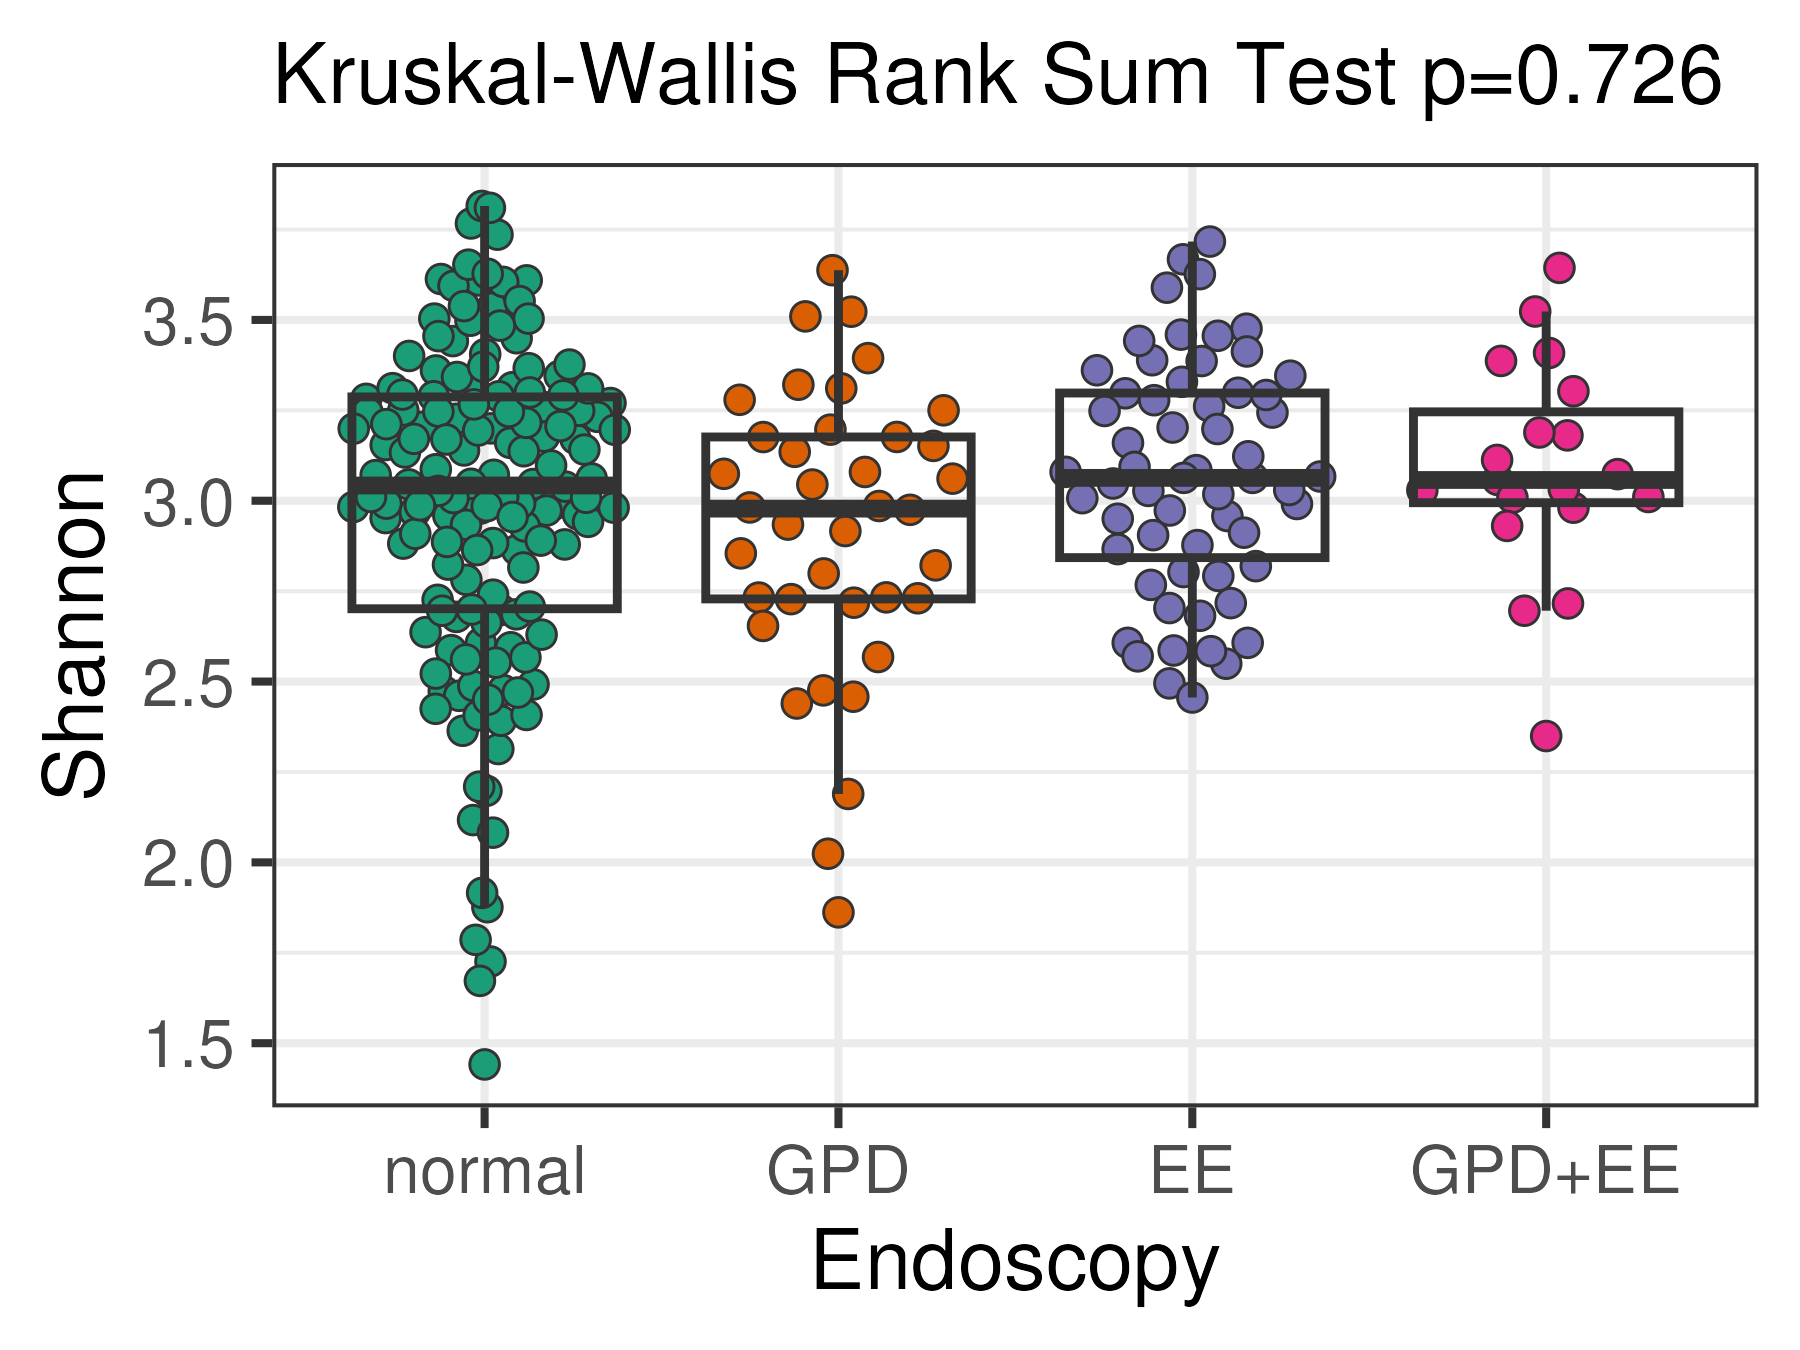 Kruskal-Wallis Rank Sum Test p=0.726
Shannon
3.5
3.0
2.5
2.0
1.5
normal GPD EE GPD+EE
Endoscopy